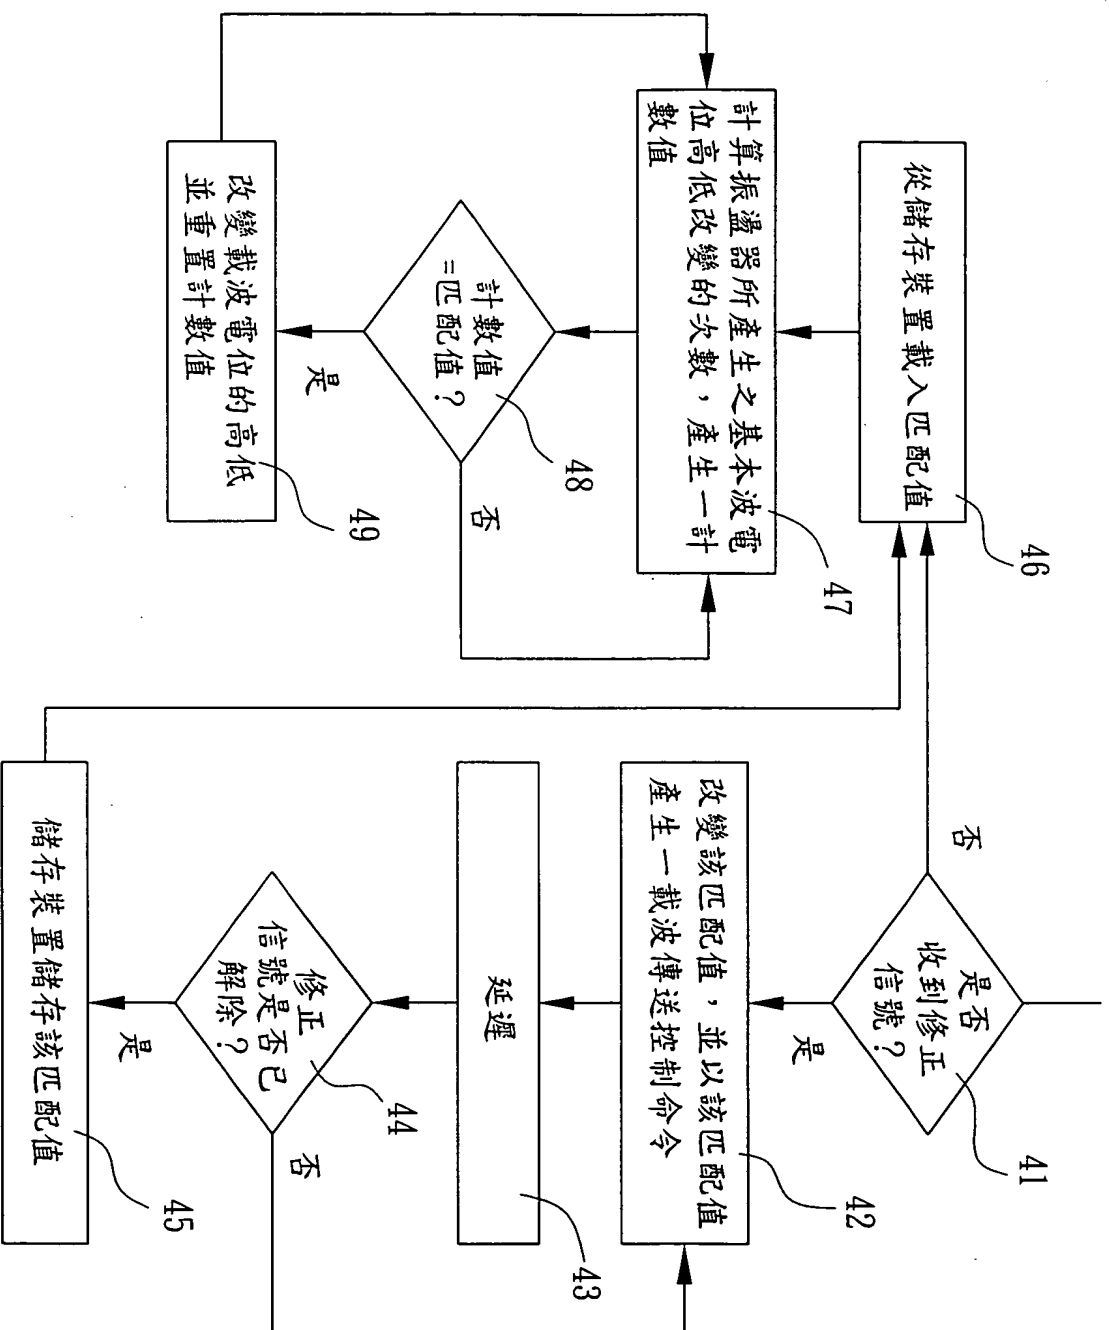 是否
收到修正
信號?
41
是
否
改變該匹配值,並以該匹配值
產生一載波傳送控制命令
42
延遲
43
修正
信號是否已
解除?
44
是
否
儲存裝置儲存該匹配值
45
從儲存裝置載入匹配值
46
計算振盪器所產生之基本波電
位高低改變的次數,產生一計
數值
47
計數值
=匹配值?
48
是
否
改變載波電位的高低
並重置計數值
49